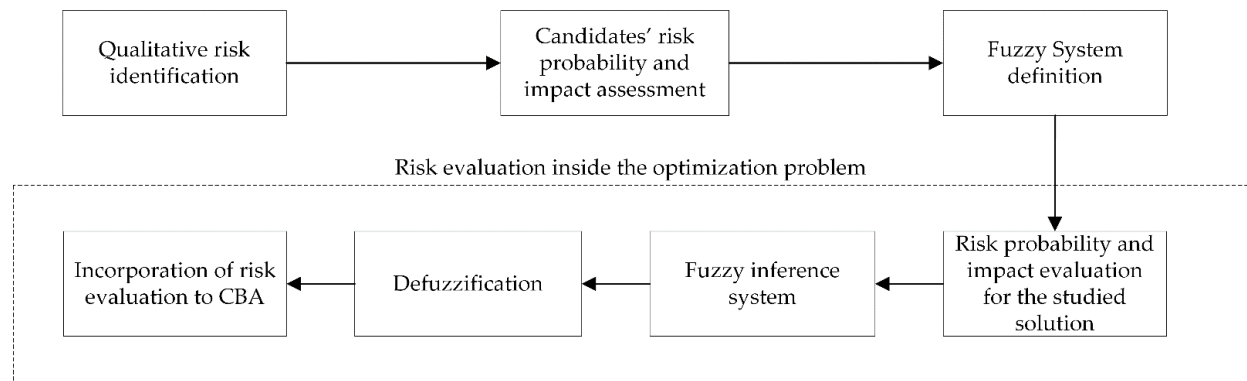 Qualitative risk
identification
Candidates' risk
probability and
impact assessment
Fuzzy System
definition
Risk evaluation inside the optimization problem
Risk probability and
impact evaluation
for the studied
solution
Fuzzy inference
system
Defuzzification
Incorporation of risk
evaluation to CBA